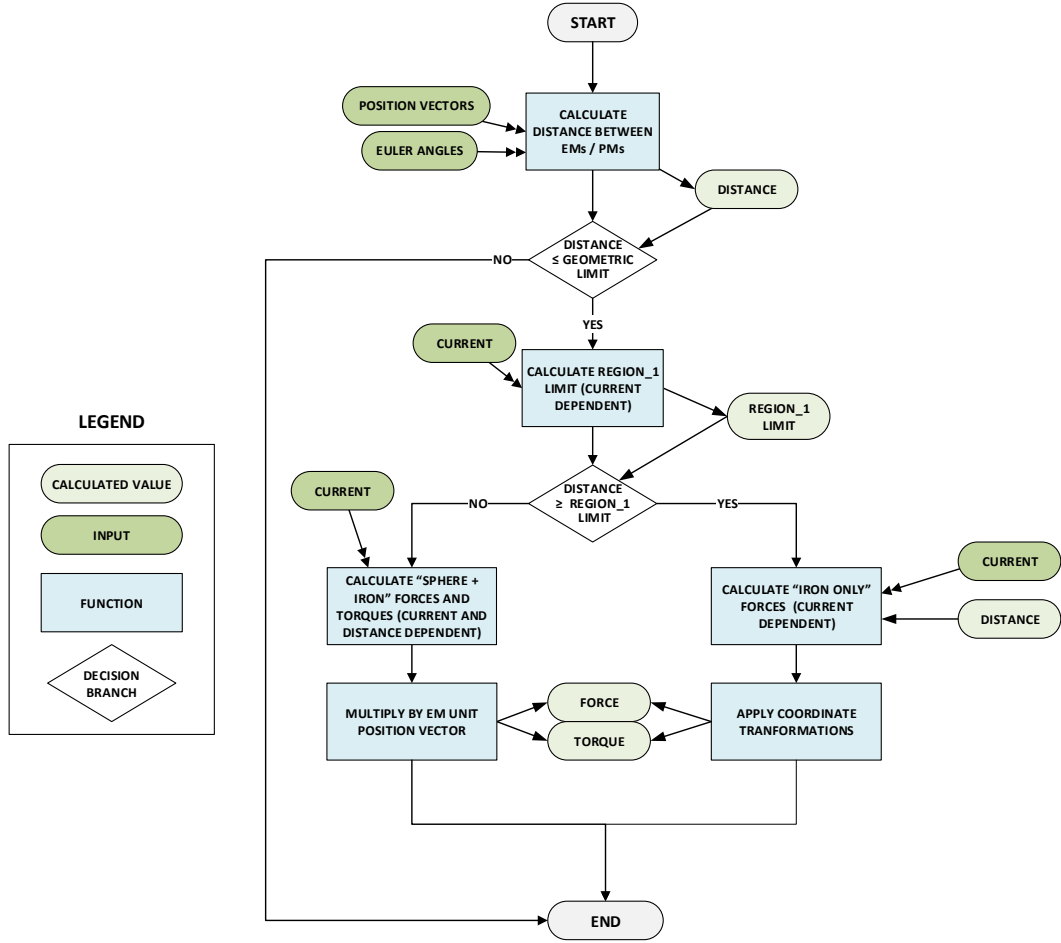 START
POSITION VECTORS
EULER ANGLES
CALCULATE
DISTANCE BETWEEN
EMs / PMs
DISTANCE
DISTANCE
≤ GEOMETRIC
LIMIT
NO
YES
CURRENT
CALCULATE REGION_1
LIMIT (CURRENT
DEPENDENT)
REGION_1
LIMIT
LEGEND
CALCULATED VALUE
INPUT
FUNCTION
DECISION
BRANCH
DISTANCE
≥ REGION_1
LIMIT
NO
YES
CURRENT
CALCULATE “SPHERE +
IRON” FORCES AND
TORQUES (CURRENT AND
DISTANCE DEPENDENT)
CALCULATE “IRON ONLY”
FORCES (CURRENT
DEPENDENT)
CURRENT
DISTANCE
MULTIPLY BY EM UNIT
POSITION VECTOR
FORCE
TORQUE
APPLY COORDINATE
TRANFORMATIONS
END